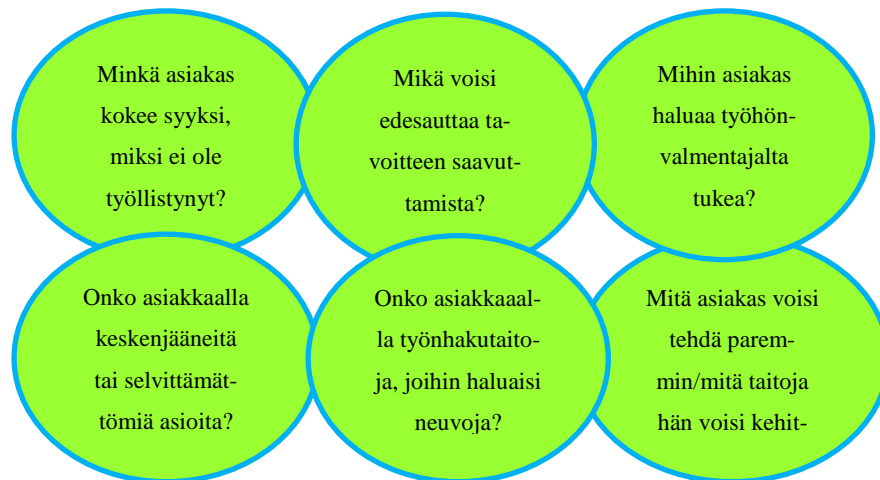 Minkä asiakas
kokee syyksi,
miksi ei ole
työllistynyt?
Mikä voisi
edesauttaa ta-
voitteen saavut-
tamista?
Mihin asiakas
haluaa työhön-
valmentajalta
tukea?
Onko asiakkaalla
keskenjääneitä
tai selvittämät-
tömiä asioita?
Onko asiakkaaal-
la työnhakutaito-
ja, joihin haluaisi
neuvoja?
Mitä asiakas voisi
tehdä parem-
min/mitä taitoja
hän voisi kehit-